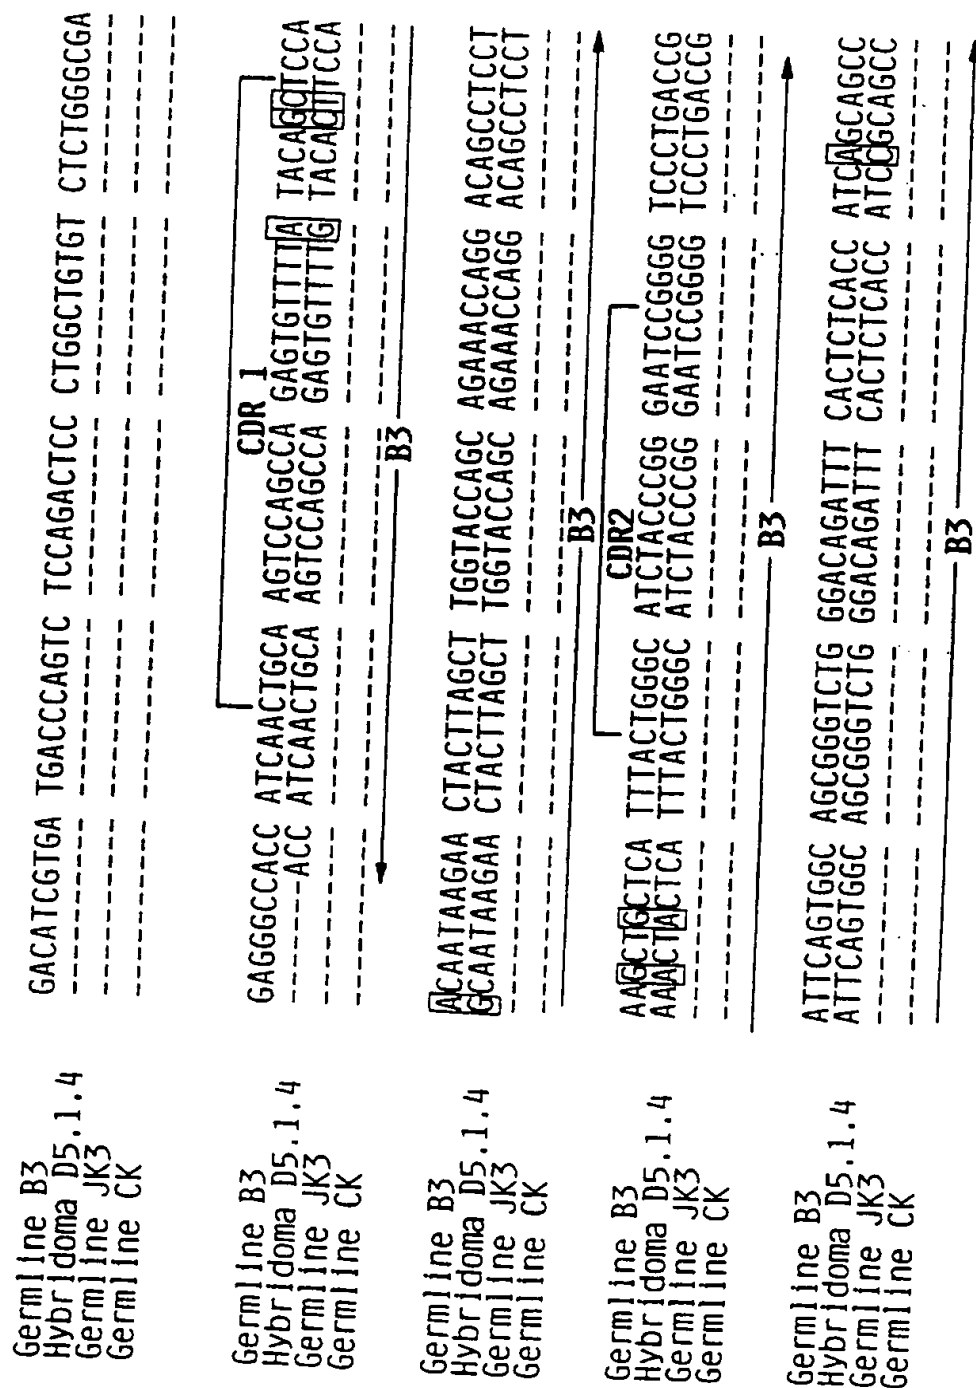 Germline B3 GACATCGTGA TGACCCAGTC TCCAGACTCC CTGGCTGTGT CTCTGGGCGA
Hybridoma D5.1.4 ---------- ---------- ---------- ---------- ----------
Germline JK3 ---------- ---------- ---------- ---------- ----------
Germline CK ---------- ---------- ---------- ---------- ----------
CDR 1
Germline B3 GAGGGCCACC ATCAACTGCA AGTCCAGCCA GAGTGTTTTA TACAGCTCCA
Hybridoma D5.1.4 -------ACC ATCAACTGCA AGTCCAGCCA GAGTGTTTTG TACACTTCCA
Germline JK3 ---------- ---------- ---------- ---------- ----------
Germline CK ---------- ---------- ---------- ---------- ----------
B3
Germline B3 ACAATAAGAA CTACTTAGCT TGGTACCAGC AGAAACCAGG ACAGCCTCCT
Hybridoma D5.1.4 GCAATAAGAA CTACTTAGCT TGGTACCAGC AGAAACCAGG ACAGCCTCCT
Germline JK3 ---------- ---------- ---------- ---------- ----------
Germline CK ---------- ---------- ---------- ---------- ----------
B3
CDR2
Germline B3 AAGCTGCTCA TTTACTGGGC ATCTACCCGG GAATCCGGGG TCCCTGACCG
Hybridoma D5.1.4 AAACTACTCA TTTACTGGGC ATCTACCCGG GAATCCGGGG TCCCTGACCG
Germline JK3 ---------- ---------- ---------- ---------- ----------
Germline CK ---------- ---------- ---------- ---------- ----------
B3
Germline B3 ATTCAGTGGC AGCGGGTCTG GGACAGATTT CACTCTCACC ATCAGCAGCC
Hybridoma D5.1.4 ATTCAGTGGC AGCGGGTCTG GGACAGATTT CACTCTCACC ATCCGCAGCC
Germline JK3 ---------- ---------- ---------- ---------- ----------
Germline CK ---------- ---------- ---------- ---------- ----------
B3